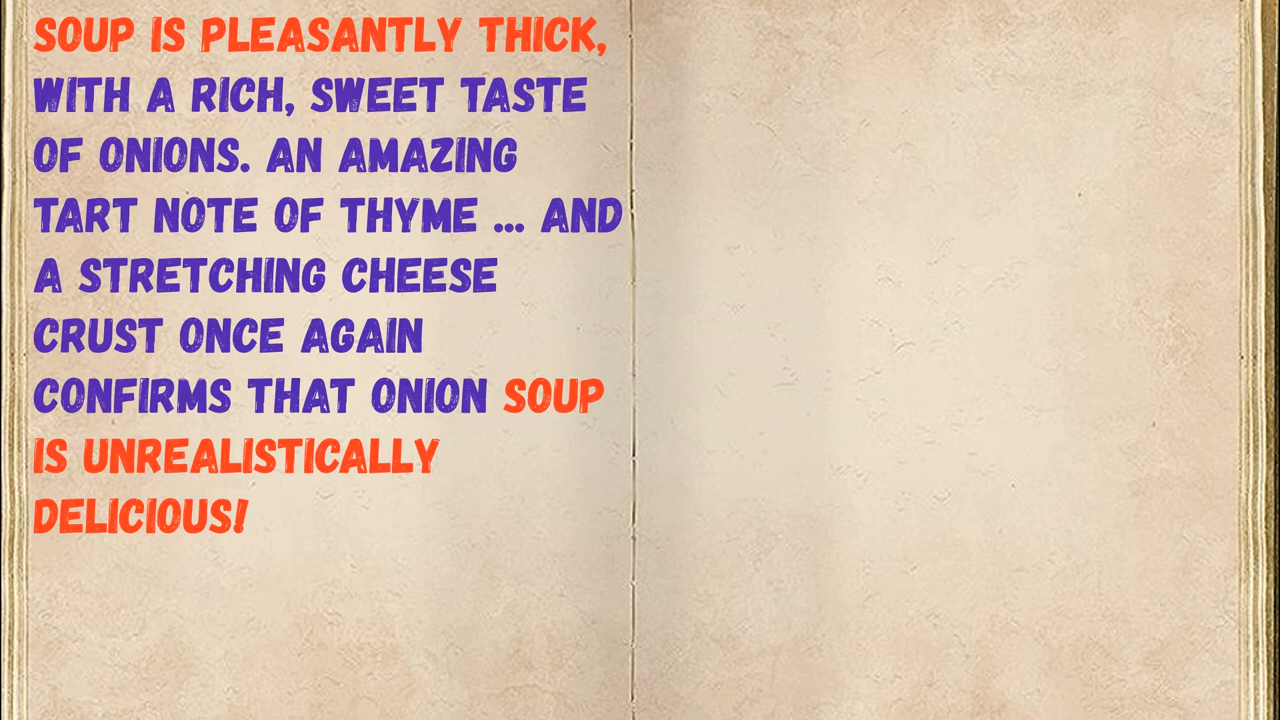 SOUP IS PLEASANTLY THICK,
WITH A RICH, SWEET TASTE
OF ONIONS. AN AMAZING
TART NOTE OF THYME ... AND
A STRETCHING CHEESE
CRUST ONCE AGAIN
CONFIRMS THAT ONION SOUP
IS UNREALISTICALLY
DELICIOUS!